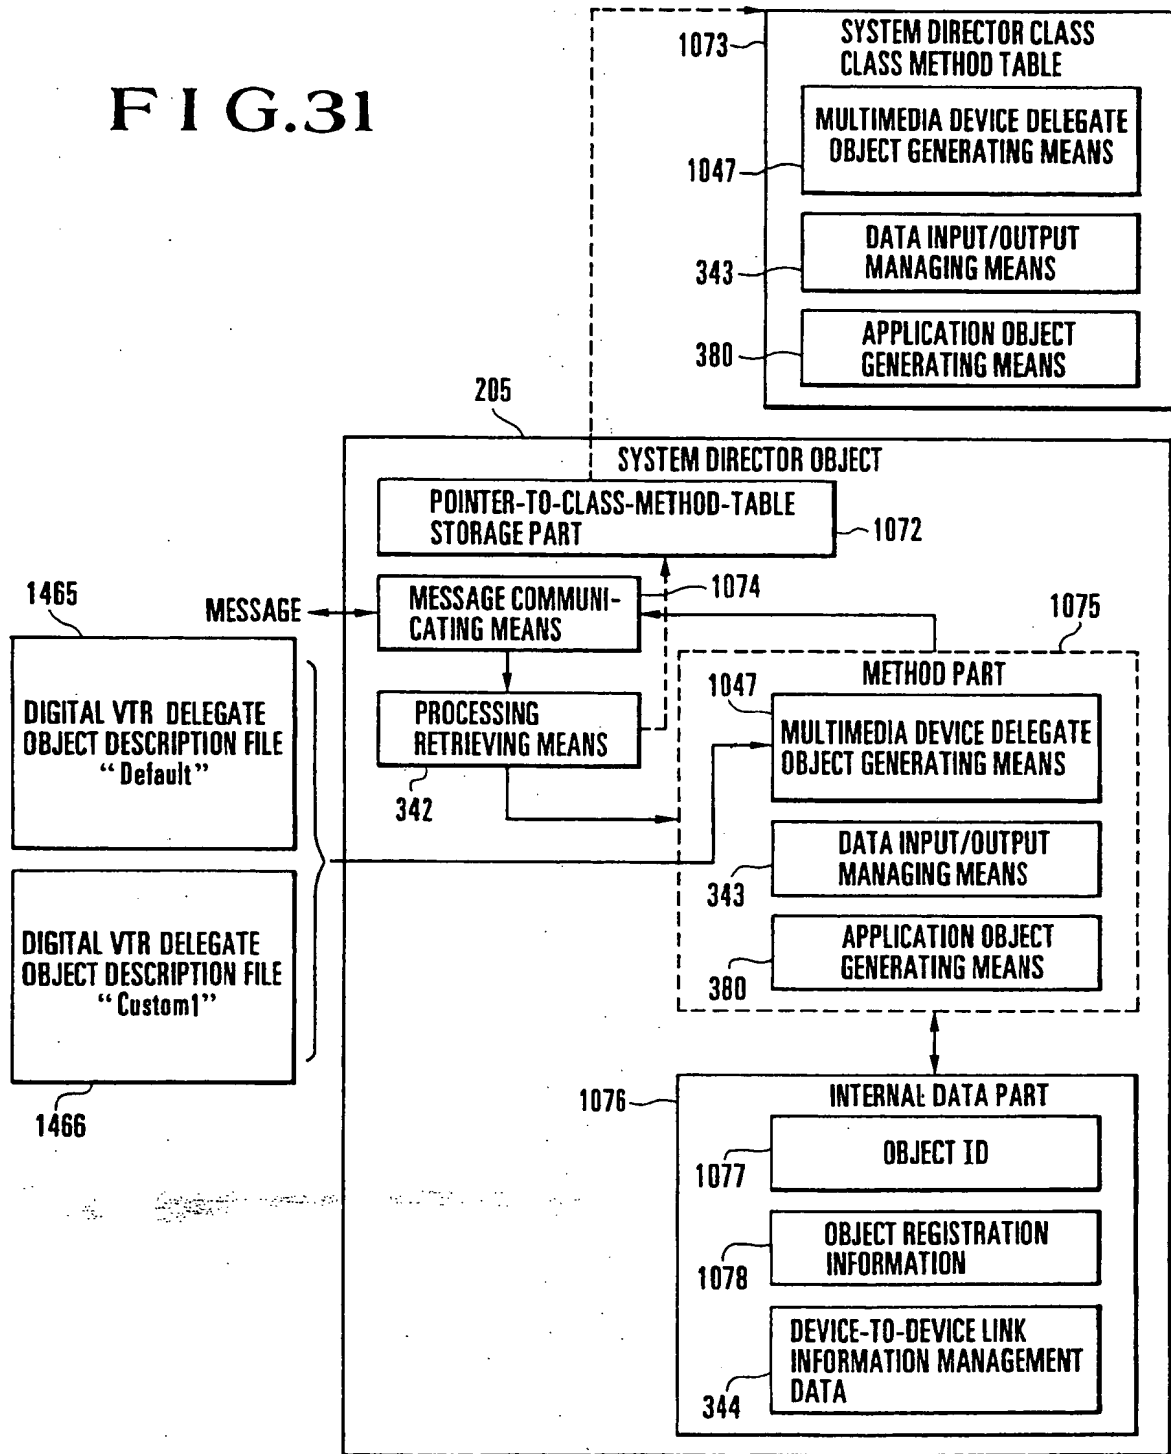 FIG.31
1073
SYSTEM DIRECTOR CLASS
CLASS METHOD TABLE
MULTIMEDIA DEVICE DELEGATE
OBJECT GENERATING MEANS
1047
DATA INPUT/OUTPUT
MANAGING MEANS
343
APPLICATION OBJECT
GENERATING MEANS
380
205
SYSTEM DIRECTOR OBJECT
POINTER-TO-CLASS-METHOD-TABLE
STORAGE PART
1072
1465
MESSAGE
MESSAGE COMMUNI-
CATING MEANS
1074
1075
DIGITAL VTR DELEGATE
OBJECT DESCRIPTION FILE
"Default"
PROCESSING
RETRIEVING MEANS
342
METHOD PART
1047
MULTIMEDIA DEVICE DELEGATE
OBJECT GENERATING MEANS
DATA INPUT/OUTPUT
MANAGING MEANS
343
DIGITAL VTR DELEGATE
OBJECT DESCRIPTION FILE
"Custom1"
1466
APPLICATION OBJECT
GENERATING MEANS
380
1076
INTERNAL DATA PART
OBJECT ID
1077
OBJECT REGISTRATION
INFORMATION
1078
DEVICE-TO-DEVICE LINK
INFORMATION MANAGEMENT
DATA
344